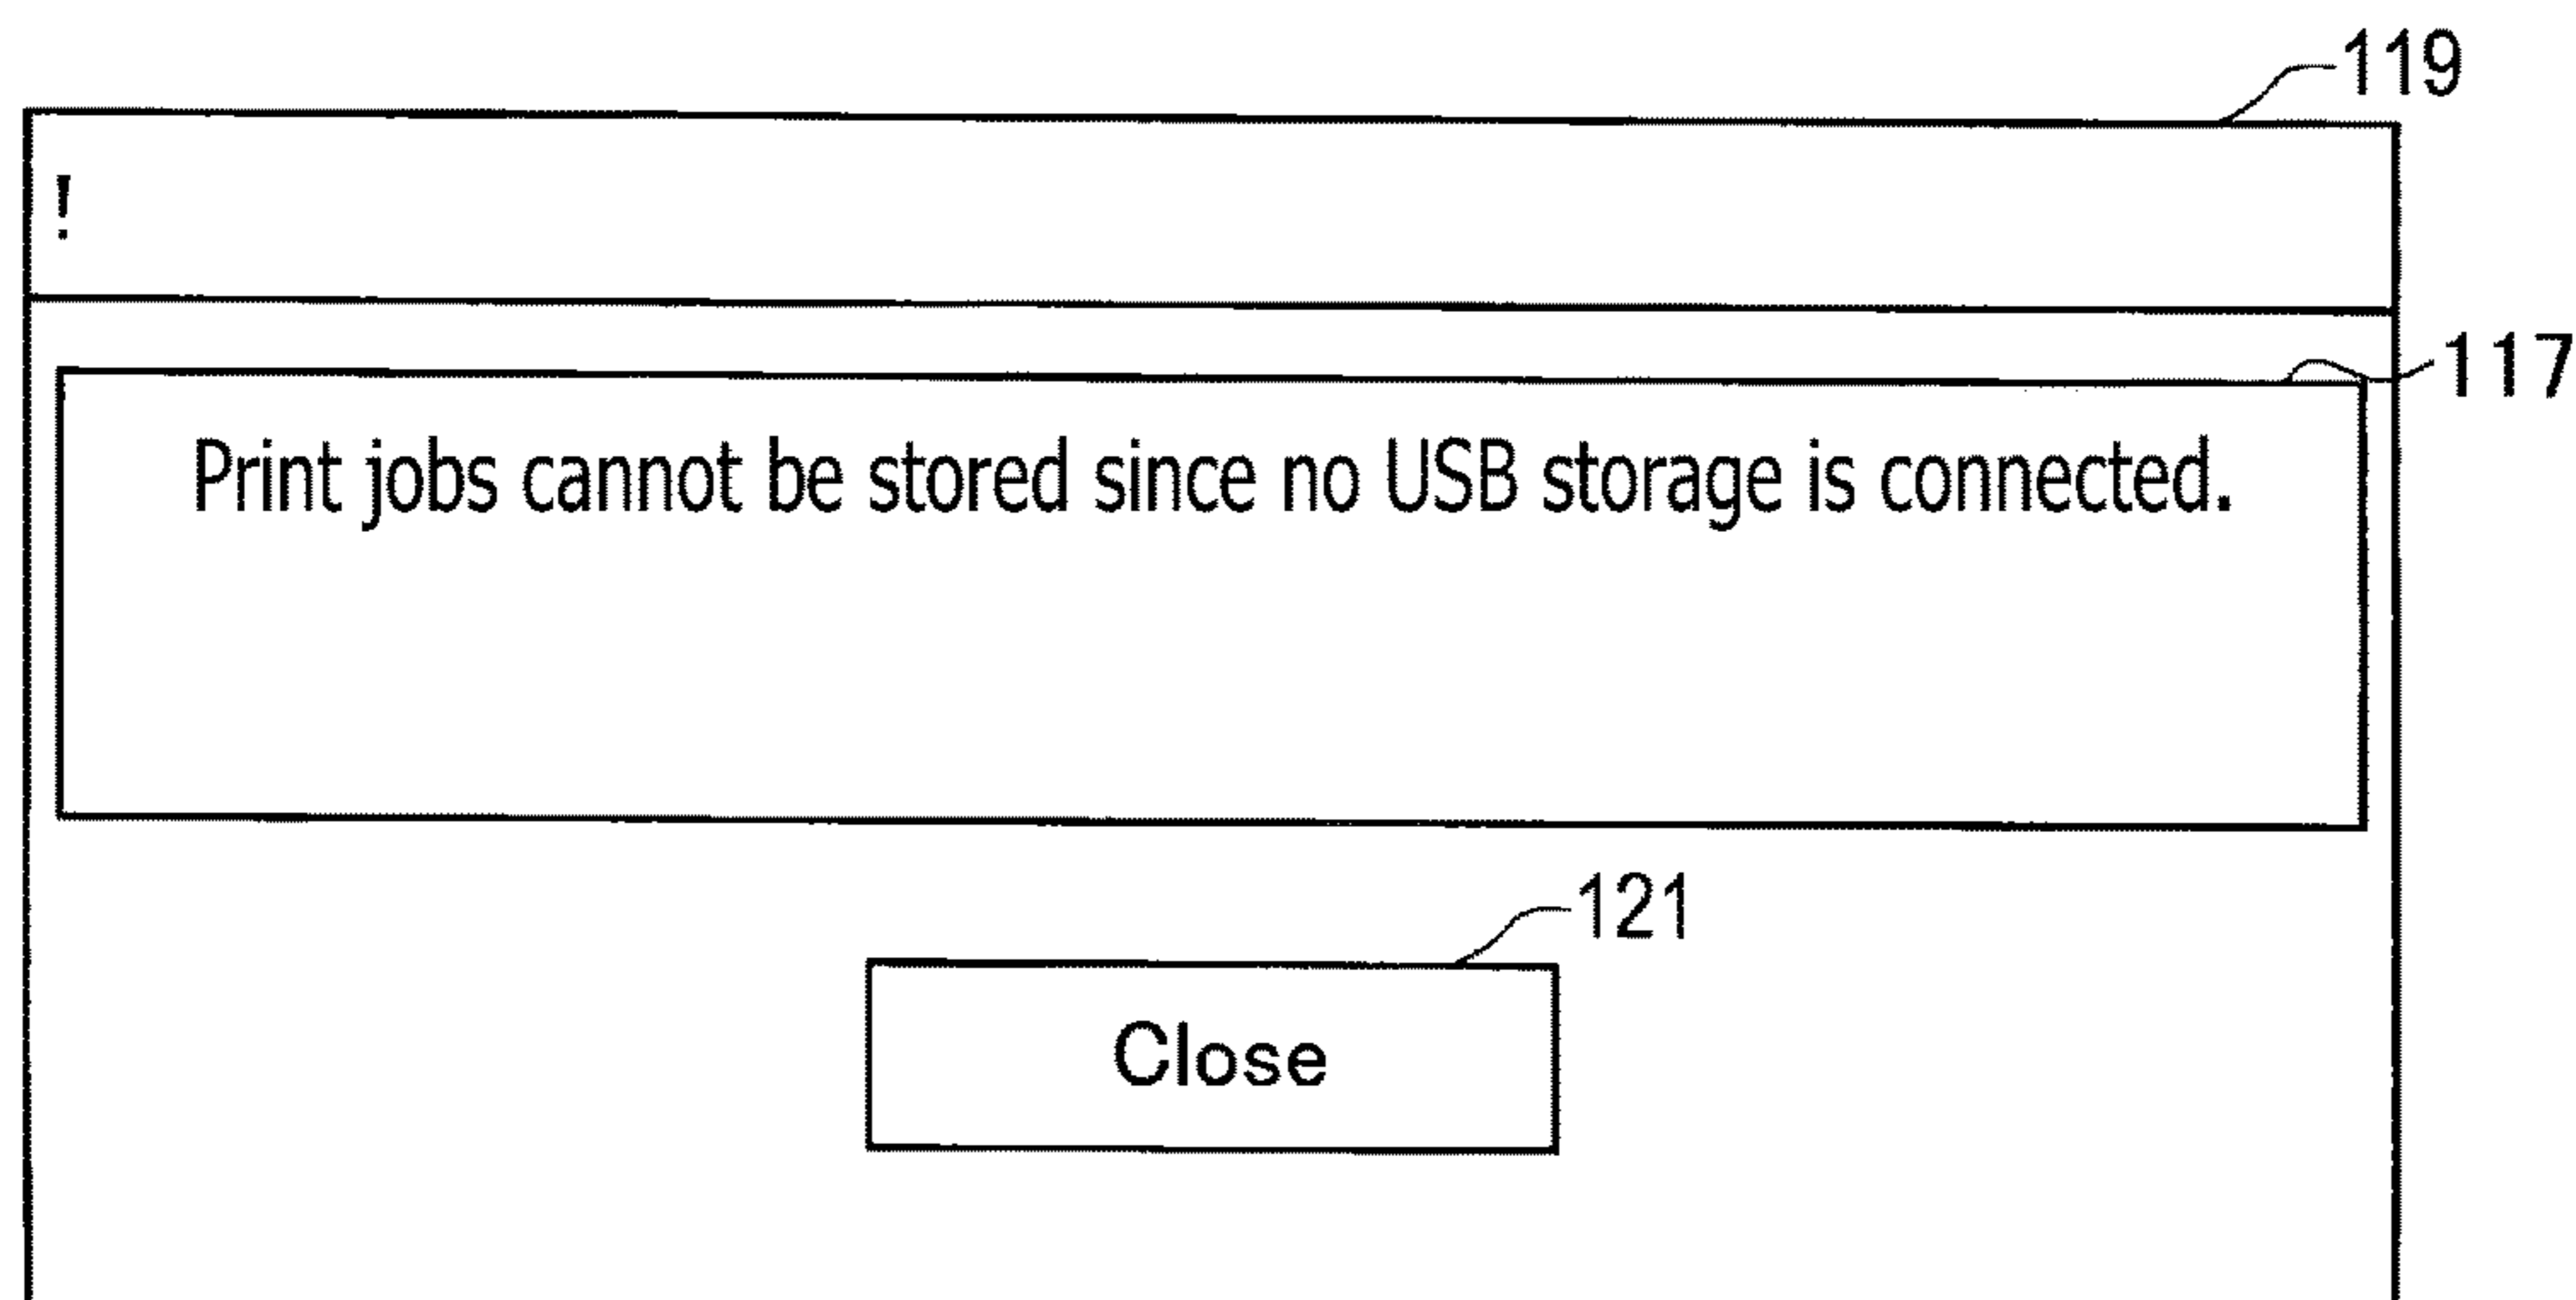 119
!
117
Print jobs cannot be stored since no USB storage is connected.
121
Close